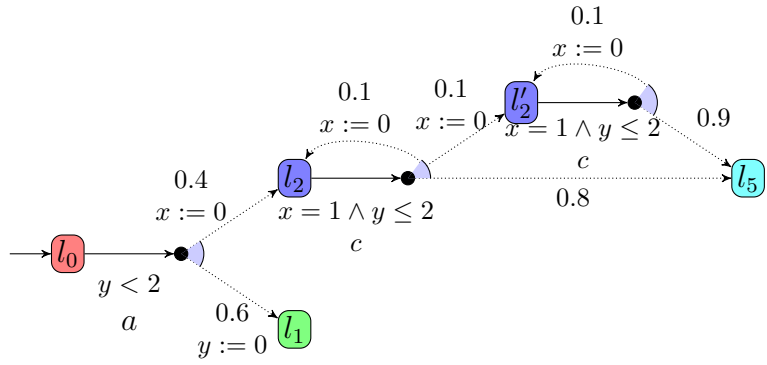 0.1
x := 0
0.1
x := 0
0.1
x := 0
l₂′
x = 1 ∧ y ≤ 2
c
0.9
0.4
x := 0
l₂
x = 1 ∧ y ≤ 2
c
0.8
l₅
l₀
y < 2
a
0.6
y := 0
l₁